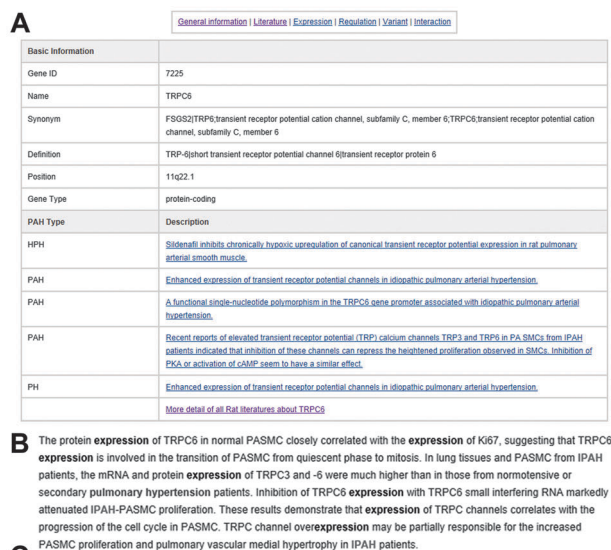 A
General information | Literature | Expression | Regulation | Variant | Interaction
Basic Information
Gene ID 7225
Name TRPC6
Synonym FSGS2|TRP6;transient receptor potential cation channel, subfamily C, member 6;TRPC6;transient receptor potential cation
channel, subfamily C, member 6
Definition TRP-6|short transient receptor potential channel 6|transient receptor protein 6
Position 11q22.1
Gene Type protein-coding
PAH Type Description
HPH Sildenafil inhibits chronically hypoxic upregulation of canonical transient receptor potential expression in rat pulmonary
arterial smooth muscle.
PAH Enhanced expression of transient receptor potential channels in idiopathic pulmonary arterial hypertension.
PAH A functional single-nucleotide polymorphism in the TRPC6 gene promoter associated with idiopathic pulmonary arterial
hypertension.
PAH Recent reports of elevated transient receptor potential (TRP) calcium channels TRP3 and TRP6 in PA SMCs from IPAH
patients indicated that inhibition of these channels can repress the heightened proliferation observed in SMCs. Inhibition of
PKA or activation of cAMP seem to have a similar effect.
PH Enhanced expression of transient receptor potential channels in idiopathic pulmonary arterial hypertension.
More detail of all Rat literatures about TRPC6
B The protein expression of TRPC6 in normal PASMC closely correlated with the expression of Ki67, suggesting that TRPC6
expression is involved in the transition of PASMC from quiescent phase to mitosis. In lung tissues and PASMC from IPAH
patients, the mRNA and protein expression of TRPC3 and -6 were much higher than in those from normotensive or
secondary pulmonary hypertension patients. Inhibition of TRPC6 expression with TRPC6 small interfering RNA markedly
attenuated IPAH-PASMC proliferation. These results demonstrate that expression of TRPC channels correlates with the
progression of the cell cycle in PASMC. TRPC channel overexpression may be partially responsible for the increased
PASMC proliferation and pulmonary vascular medial hypertrophy in IPAH patients.